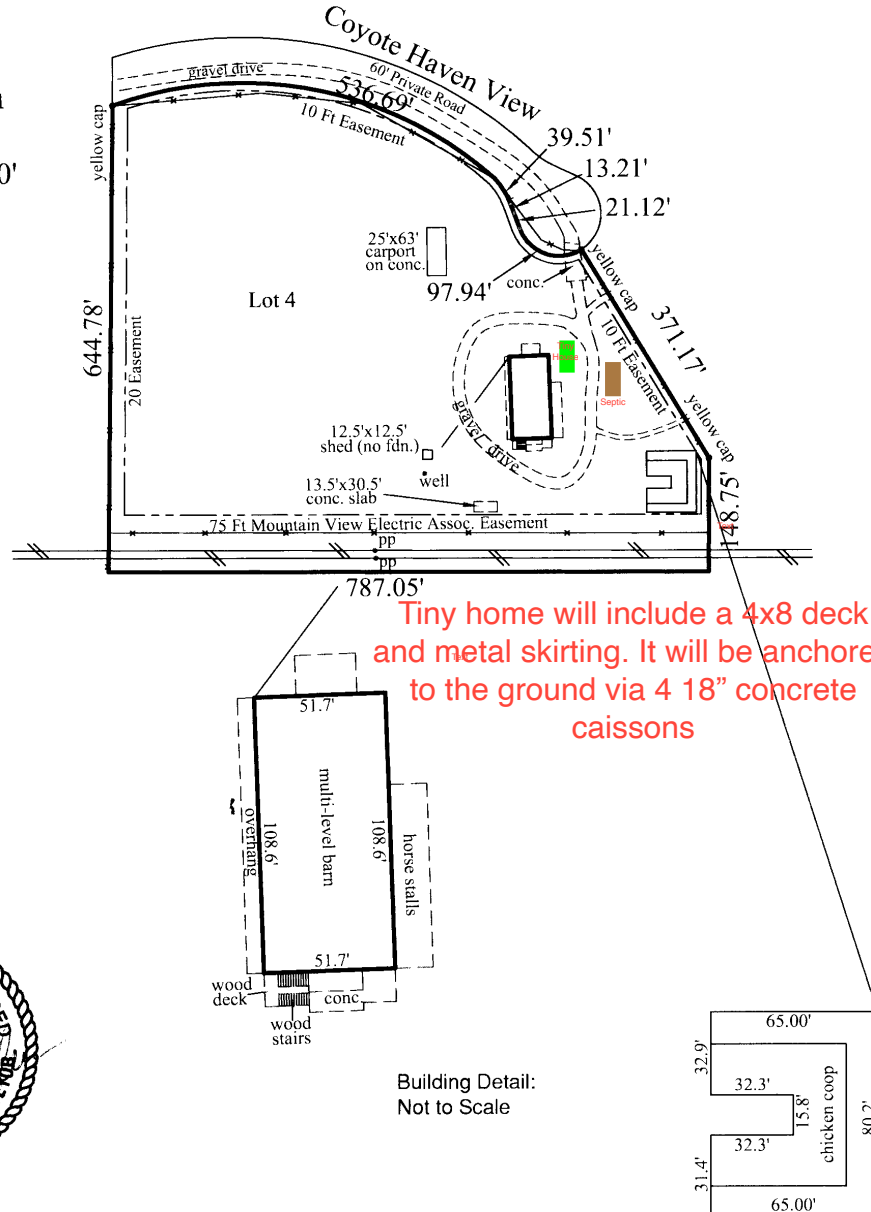 Coyote Haven View
gravel drive
60' Private Road
536.69'
10 Ft Easement
yellow cap
0'
39.51'
13.21'
21.12'
25'x63'
carport
on conc.
97.94'
conc.
yellow cap
Lot 4
644.78'
20 Easement
371.17'
10 Ft Easement
House
Septic
gravel drive
12.5'x12.5'
shed (no fdn.)
well
13.5'x30.5'
conc. slab
yellow cap
148.75'
75 Ft Mountain View Electric Assoc. Easement
pp
pp
787.05'
Tiny home will include a 4x8 deck
and metal skirting. It will be anchore
to the ground via 4 18” concrete
caissons
51.7'
multi-level barn
overhang
108.6'
108.6'
horse stalls
51.7'
wood
deck
conc.
wood
stairs
Building Detail:
Not to Scale
65.00'
32.9'
32.3'
15.8'
chicken coop
80.2'
32.3'
31.4'
65.00'